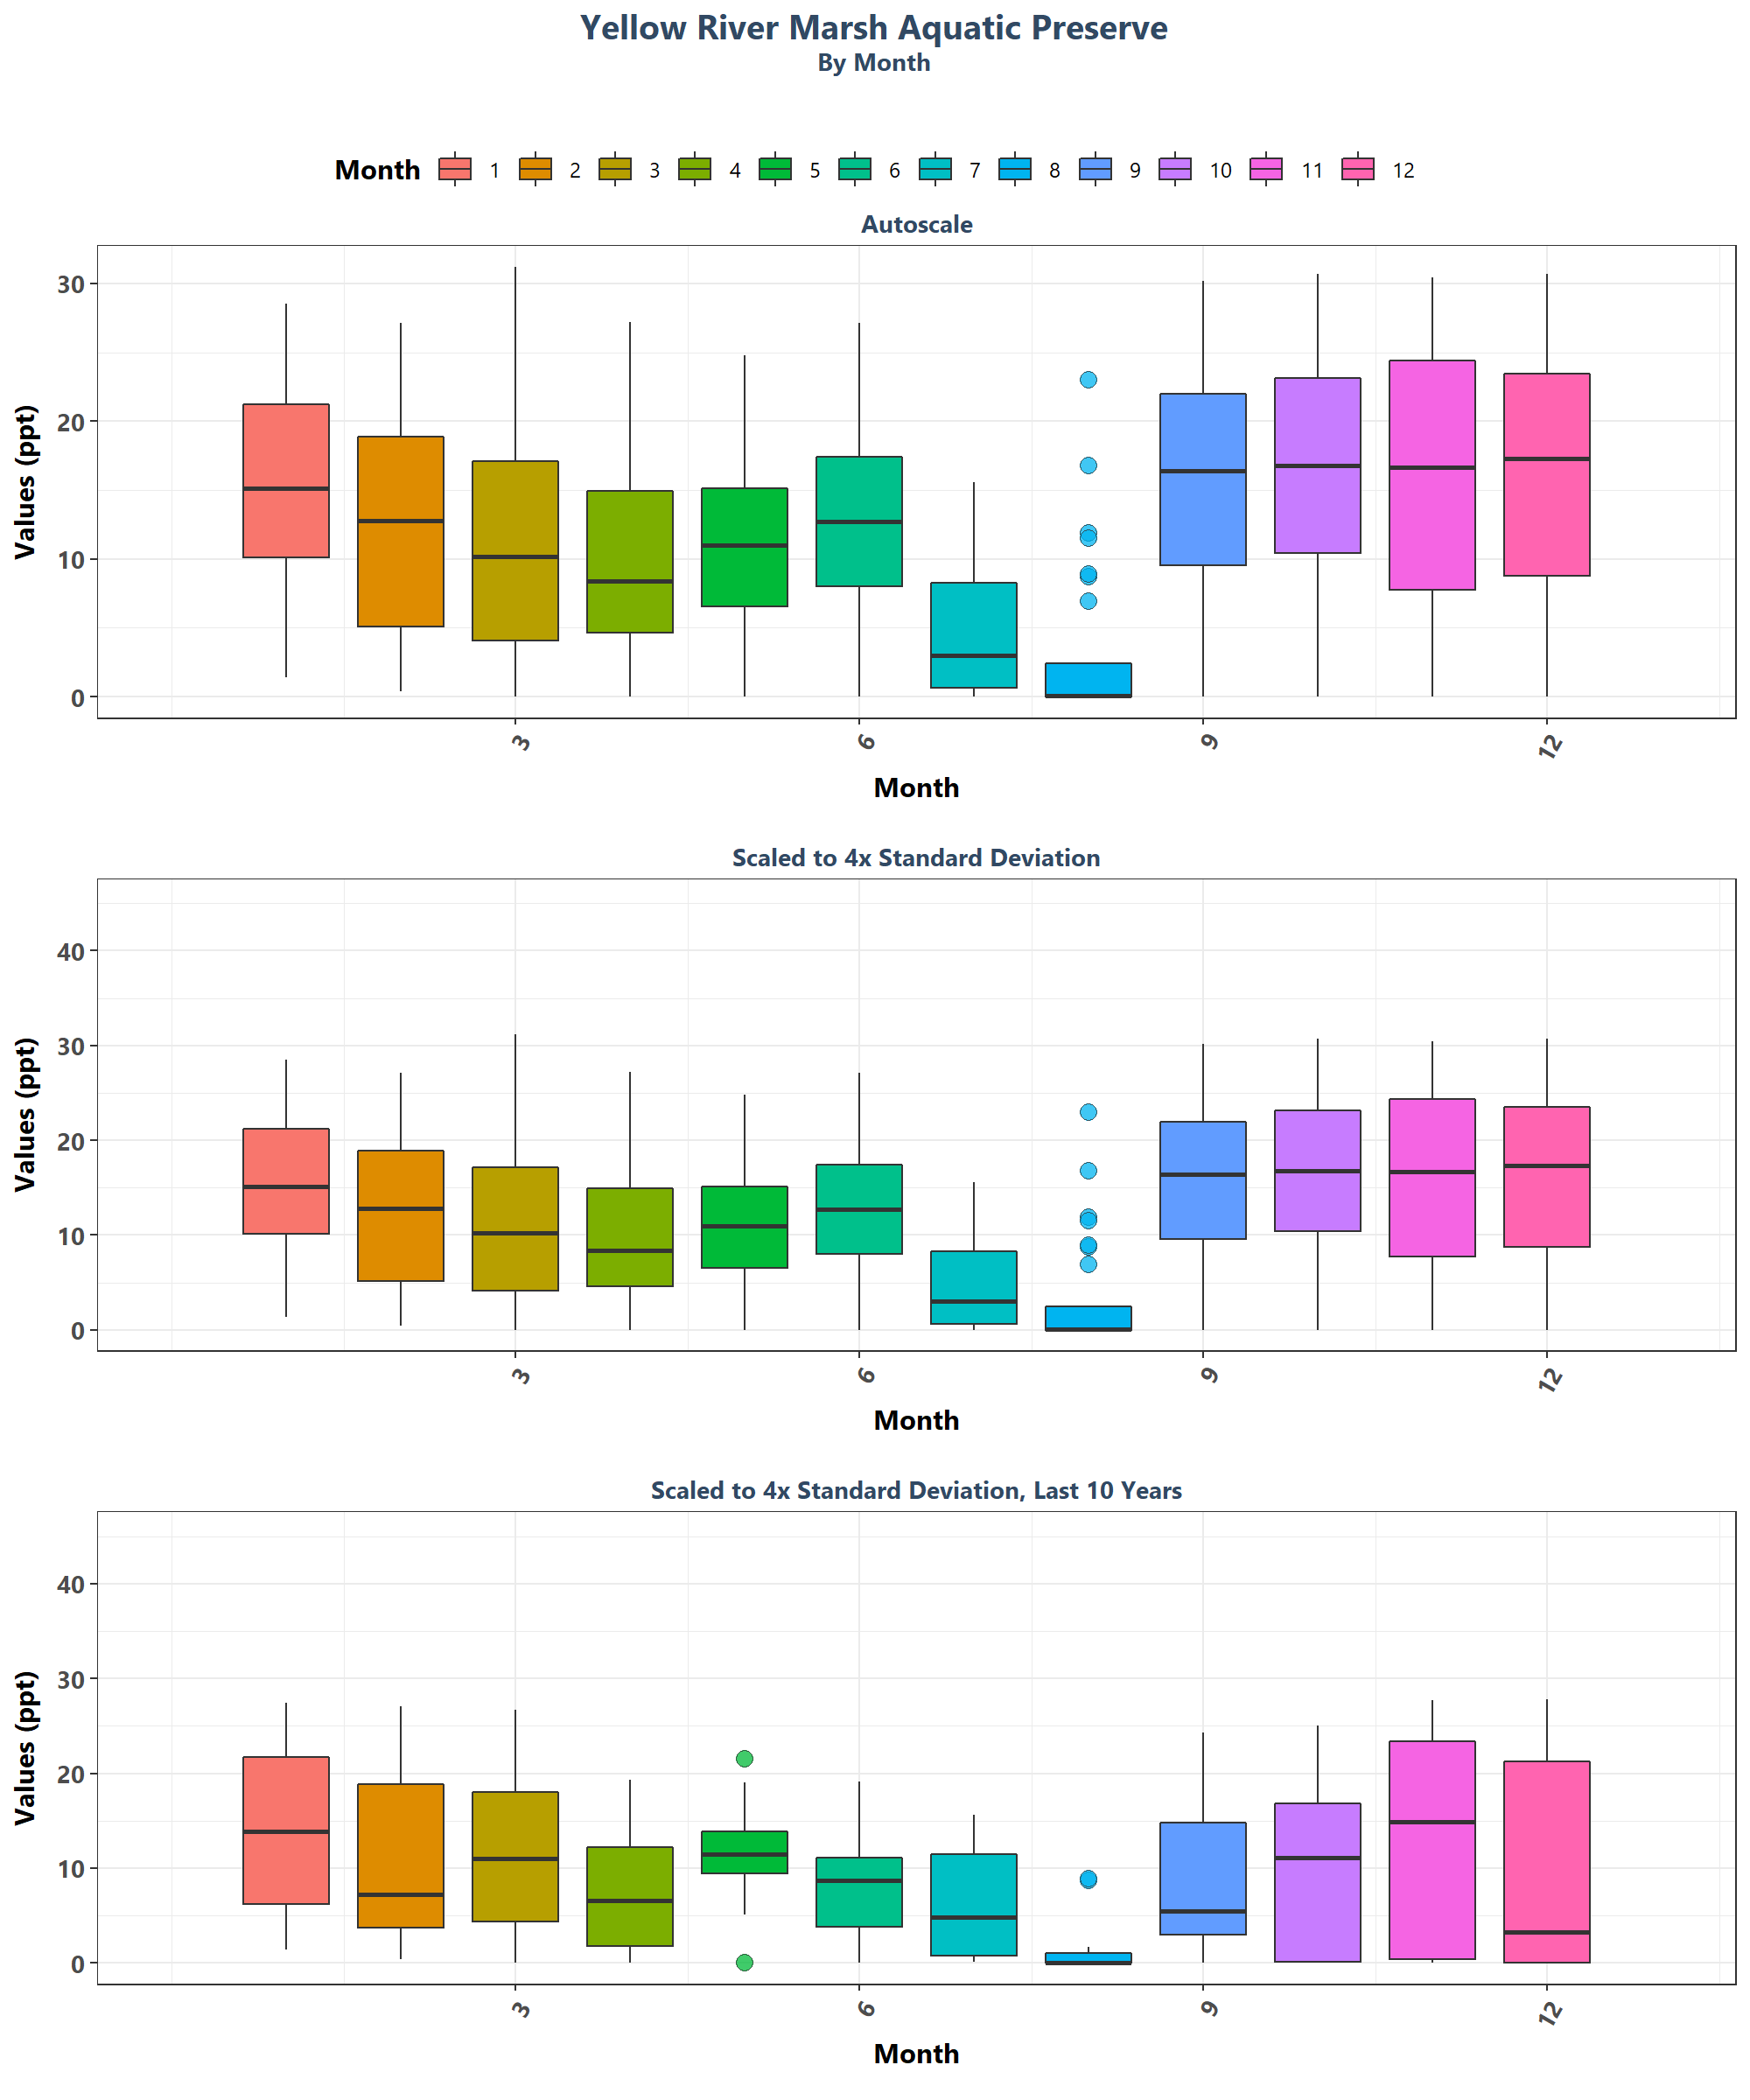 Yellow River Marsh Aquatic Preserve
By Month
Month 1 2 3 4 5 6 7 8 9 10 11 12
Autoscale
Values (ppt)
30
20
10
0
3 6 9 12
Month
Scaled to 4x Standard Deviation
Values (ppt)
40
30
20
10
0
3 6 9 12
Month
Scaled to 4x Standard Deviation, Last 10 Years
Values (ppt)
40
30
20
10
0
3 6 9 12
Month